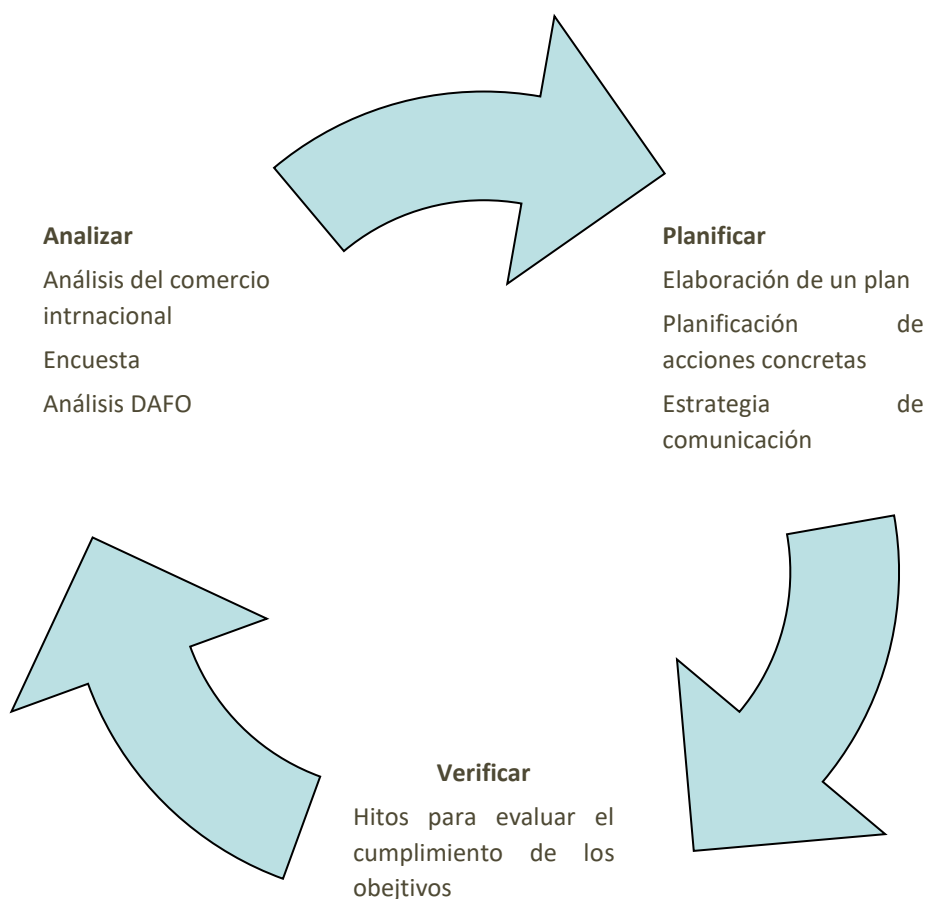 Analizar
Análisis del comercio
intrnacional
Encuesta
Análisis DAFO
Planificar
Elaboración de un plan
Planificación de
acciones concretas
Estrategia de
comunicación
Verificar
Hitos para evaluar el
cumplimiento de los
obejtivos